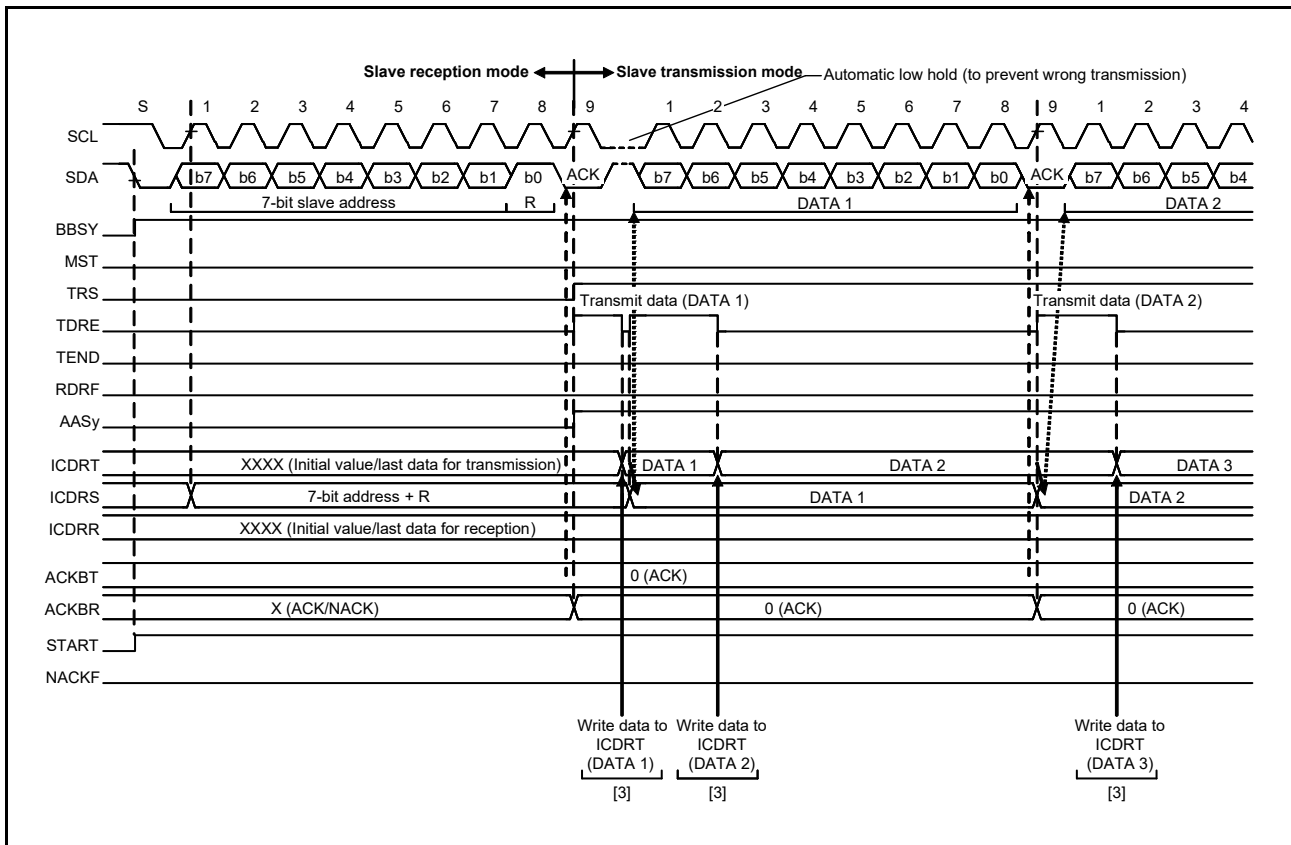 Slave reception mode Slave transmission mode Automatic low hold (to prevent wrong transmission)
S 1 2 3 4 5 6 7 8 9 1 2 3 4 5 6 7 8 9 1 2 3 4
SCL
SDA b7 b6 b5 b4 b3 b2 b1 b0 ACK b7 b6 b5 b4 b3 b2 b1 b0 ACK b7 b6 b5 b4
7-bit slave address R DATA 1 DATA 2
BBSY
MST
TRS
Transmit data (DATA 1) Transmit data (DATA 2)
TDRE
TEND
RDRF
AASy
ICDRT XXXX (Initial value/last data for transmission) DATA 1 DATA 2 DATA 3
ICDRS 7-bit address + R DATA 1 DATA 2
ICDRR XXXX (Initial value/last data for reception)
ACKBT 0 (ACK)
ACKBR X (ACK/NACK) 0 (ACK) 0 (ACK)
START
NACKF
Write data to Write data to Write data to
ICDRT ICDRT ICDRT
(DATA 1) (DATA 2) (DATA 3)
[3] [3] [3]